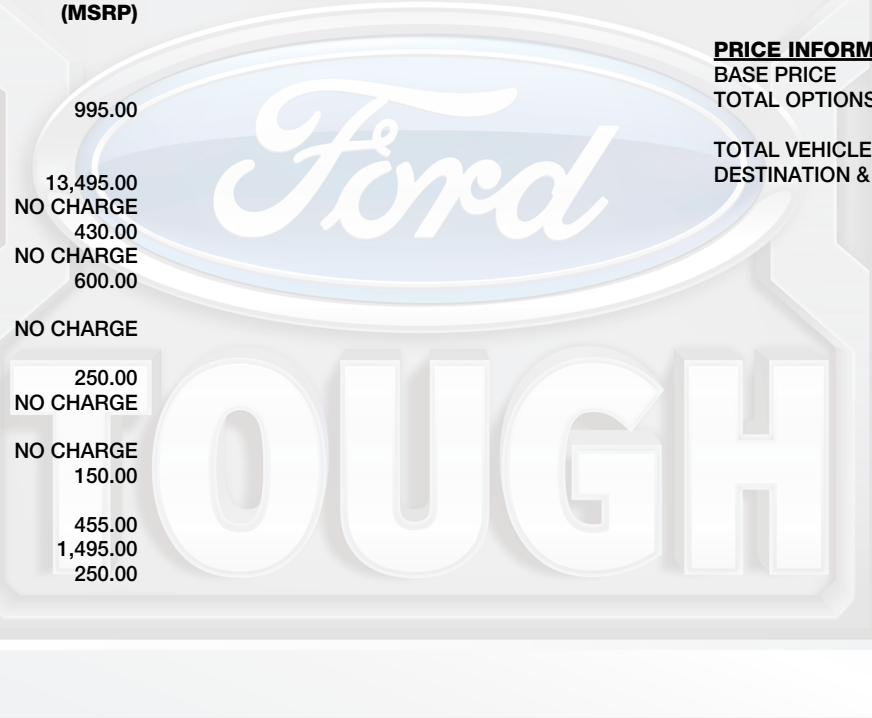 (MSRP)
995.00
13,495.00
NO CHARGE
430.00
NO CHARGE
600.00
NO CHARGE
250.00
NO CHARGE
NO CHARGE
150.00
455.00
1,495.00
250.00
PRICE INFORM
BASE PRICE
TOTAL OPTIONS
TOTAL VEHICLE
DESTINATION &
Ford
TOUGH